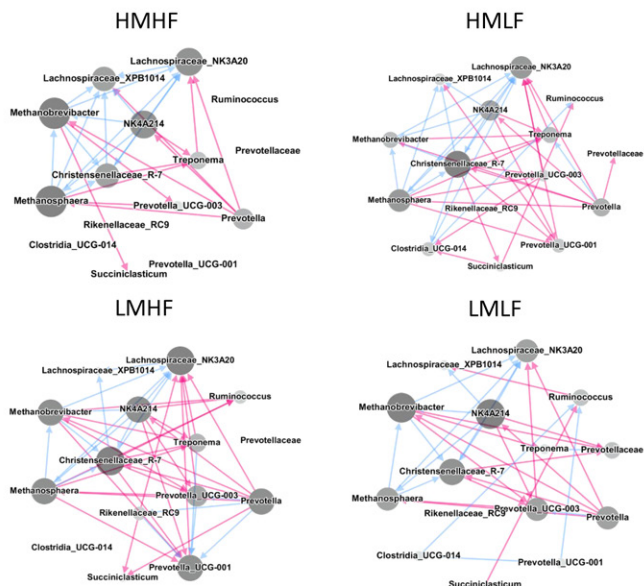 HMHF
HMLF
Lachnospiraceae_NK3A20
Lachnospiraceae_XPB1014
Ruminococcus
Methanobrevibacter
NK4A214
Prevotellaceae
Treponema
Christensenellaceae_R-7
Methanosphaera
Prevotella_UCG-003
Prevotella
Rikenellaceae_RC9
Clostridia_UCG-014
Prevotella_UCG-001
Succiniclasticum
Lachnospiraceae_NK3A20
Lachnospiraceae_XPB1014
Ruminococcus
NK4A214
Methanobrevibacter
Treponema
Prevotellaceae
Christensenellaceae_R-7
Prevotella_UCG-003
Methanosphaera
Rikenellaceae_RC9
Prevotella
Clostridia_UCG-014
Prevotella_UCG-001
Succiniclasticum
LMHF
LMLF
Lachnospiraceae_NK3A20
Lachnospiraceae_XPB1014
Ruminococcus
Methanobrevibacter
NK4A214
Treponema
Prevotellaceae
Christensenellaceae_R-7
Methanosphaera
Prevotella_UCG-003
Prevotella
Rikenellaceae_RC9
Clostridia_UCG-014
Prevotella_UCG-001
Succiniclasticum
Lachnospiraceae_NK3A20
Lachnospiraceae_XPB1014
Ruminococcus
Methanobrevibacter
NK4A214
Treponema
Prevotellaceae
Christensenellaceae_R-7
Methanosphaera
Prevotella_UCG-003
Rikenellaceae_RC9
Prevotella
Clostridia_UCG-014
Prevotella_UCG-001
Succiniclasticum